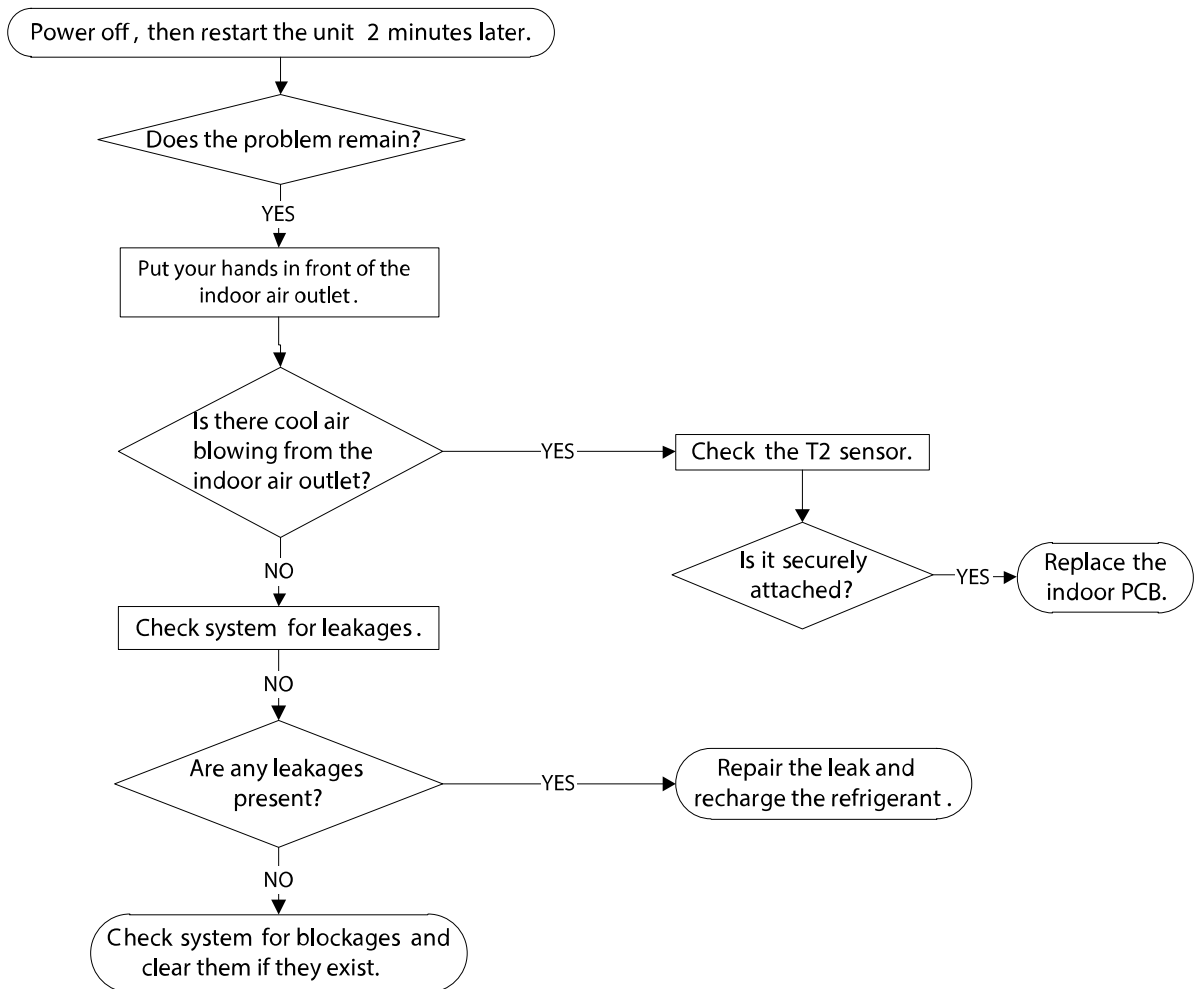 Power off, then restart the unit 2 minutes later.
Does the problem remain?
YES
Put your hands in front of the
indoor air outlet.
Is there cool air
blowing from the
indoor air outlet?
YES
Check the T2 sensor.
Is it securely
attached?
YES
Replace the
indoor PCB.
NO
Check system for leakages.
NO
Are any leakages
present?
YES
Repair the leak and
recharge the refrigerant.
NO
Check system for blockages and
clear them if they exist.